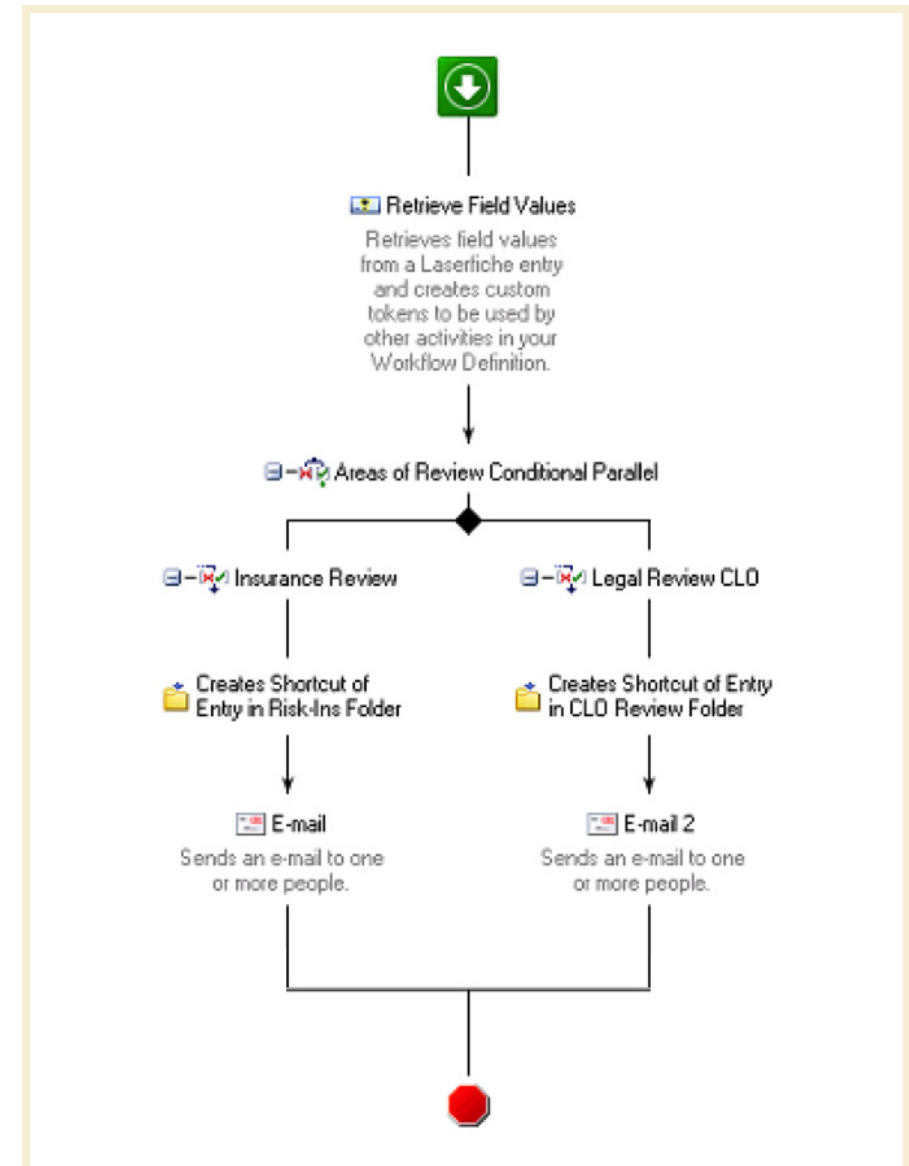 Retrieve Field Values
Retrieves field values
from a Laserfiche entry
and creates custom
tokens to be used by
other activities in your
Workflow Definition.
Areas of Review Conditional Parallel
Insurance Review
Legal Review CLO
Creates Shortcut of
Entry in Risk-Ins Folder
Creates Shortcut of Entry
in CLO Review Folder
E-mail
Sends an e-mail to one
or more people.
E-mail 2
Sends an e-mail to one
or more people.